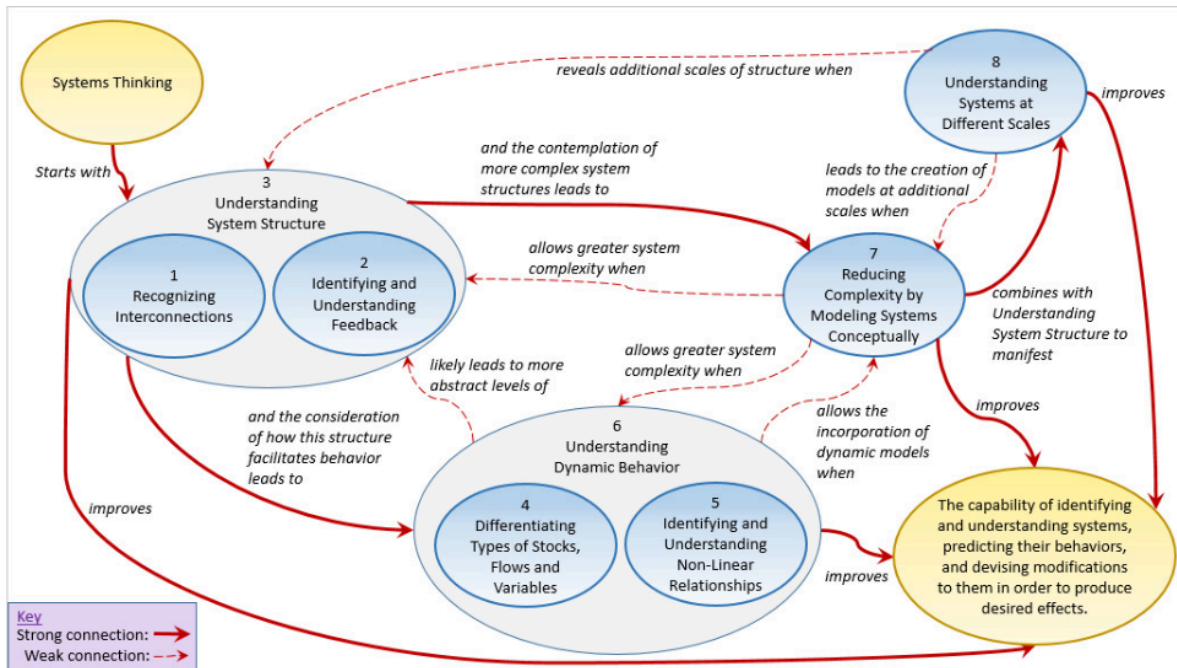 Systems Thinking
Starts with
reveals additional scales of structure when
8
Understanding
Systems at
Different Scales
improves
3
Understanding
System Structure
1
Recognizing
Interconnections
2
Identifying and
Understanding
Feedback
and the contemplation of
more complex system
structures leads to
leads to the creation of
models at additional
scales when
allows greater system
complexity when
7
Reducing
Complexity by
Modeling Systems
Conceptually
combines with
Understanding
System Structure to
manifest
likely leads to more
abstract levels of
allows greater system
complexity when
and the consideration
of how this structure
facilitates behavior
leads to
allows the
incorporation of
dynamic models
when
improves
6
Understanding
Dynamic Behavior
4
Differentiating
Types of Stocks,
Flows and
Variables
5
Identifying and
Understanding
Non-Linear
Relationships
improves
improves
The capability of identifying
and understanding systems,
predicting their behaviors,
and devising modifications
to them in order to produce
desired effects.
Key
Strong connection:
Weak connection: